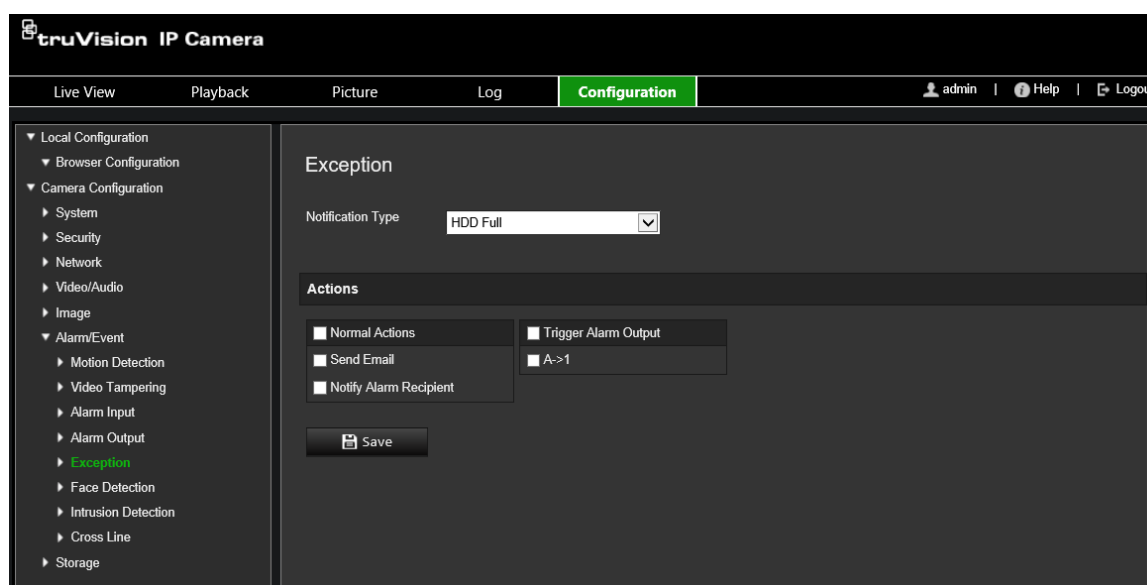 truVision IP Camera
Live View Playback Picture Log Configuration admin | Help | Logou
Local Configuration
Browser Configuration
Camera Configuration
System
Security
Network
Video/Audio
Image
Alarm/Event
Motion Detection
Video Tampering
Alarm Input
Alarm Output
Exception
Face Detection
Intrusion Detection
Cross Line
Storage
Exception
Notification Type HDD Full
Actions
Normal Actions Trigger Alarm Output
Send Email A->1
Notify Alarm Recipient
Save